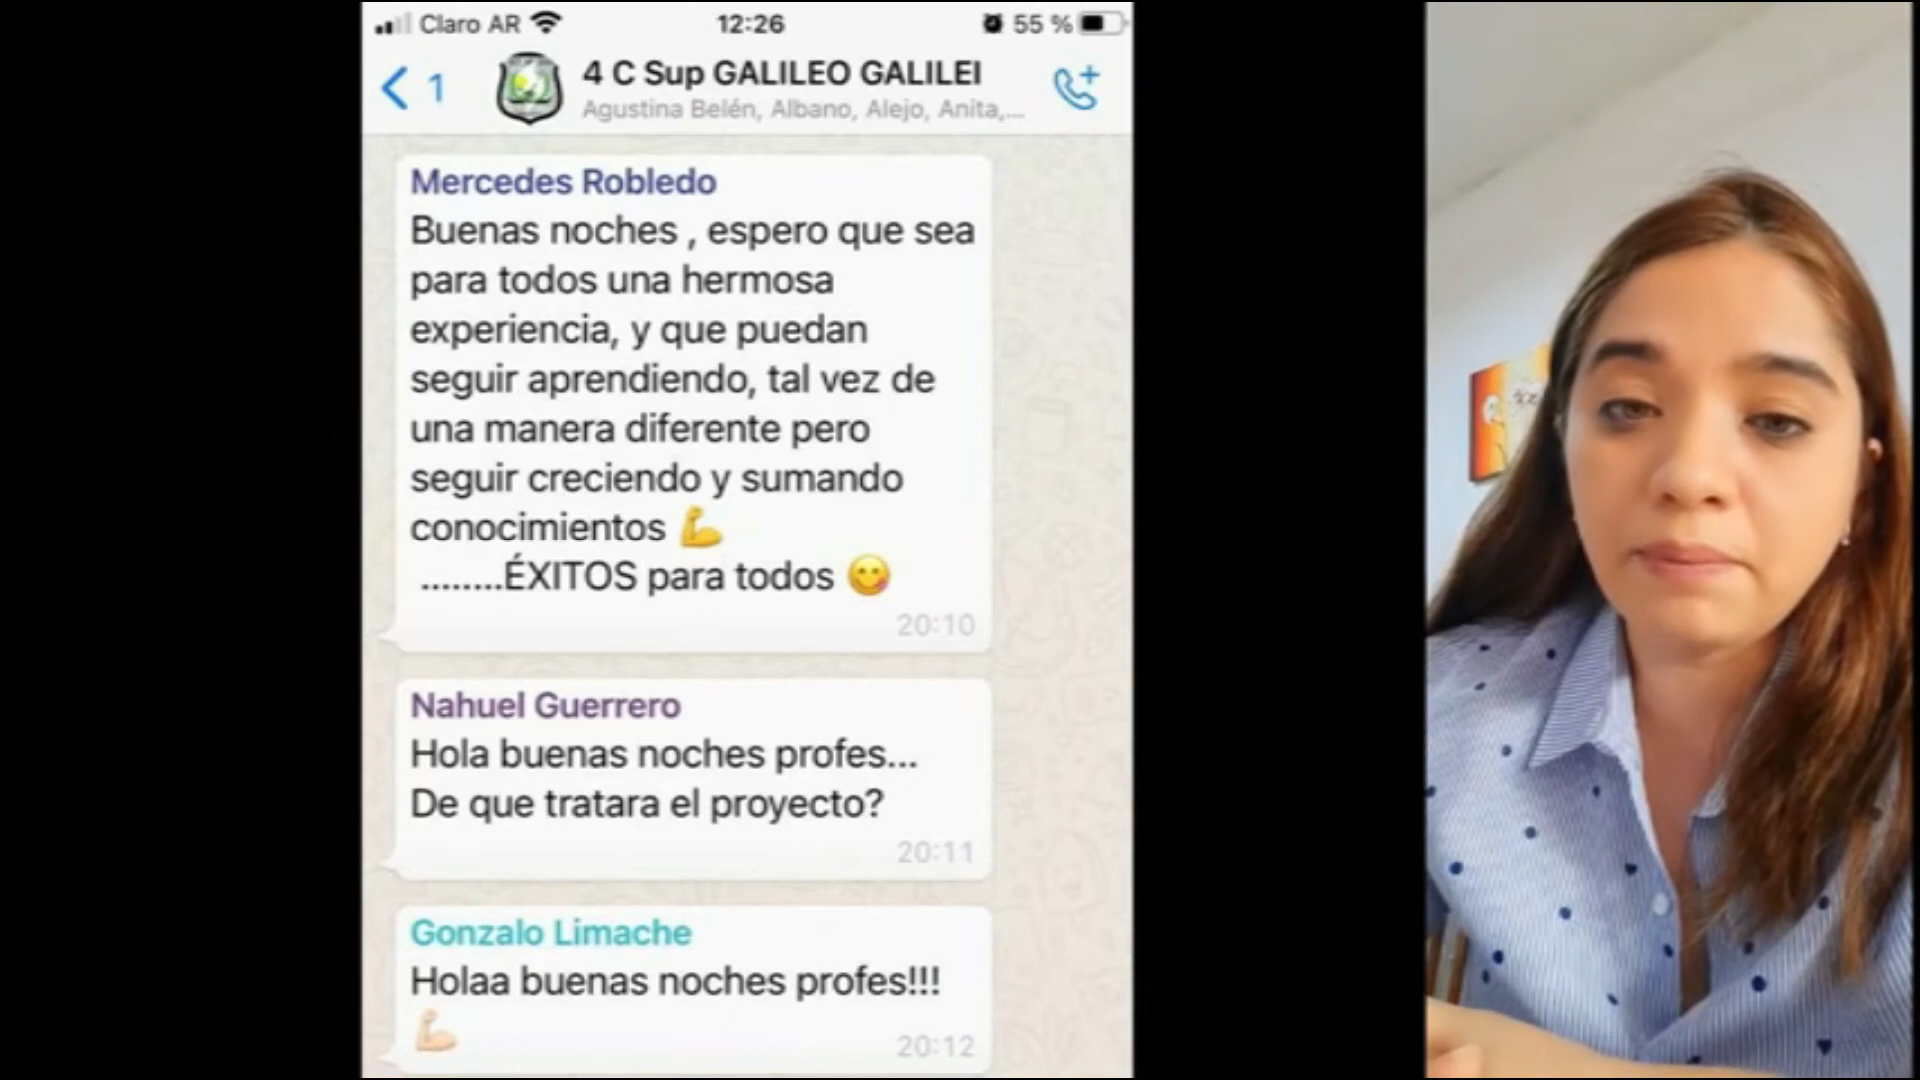 Claro AR
12:26
55 %
1
4 C Sup GALILEO GALILEI
Agustina Belén, Albano, Alejo, Anita,...
Mercedes Robledo
Buenas noches , espero que sea
para todos una hermosa
experiencia, y que puedan
seguir aprendiendo, tal vez de
una manera diferente pero
seguir creciendo y sumando
conocimientos 💪
........ÉXITOS para todos 😋
20:10
Nahuel Guerrero
Hola buenas noches profes...
De que tratara el proyecto?
20:11
Gonzalo Limache
Holaa buenas noches profes!!!
💪🏻
20:12